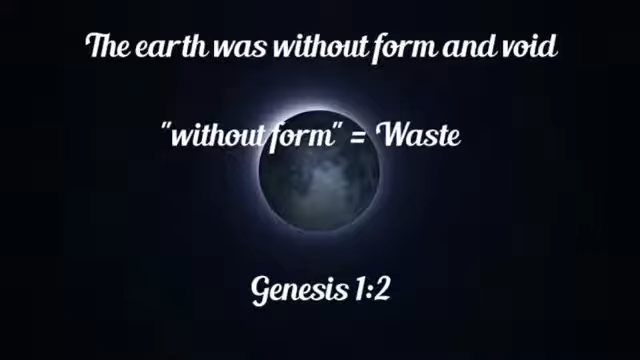 The earth was without form and void
"without form" = Waste
Genesis 1:2